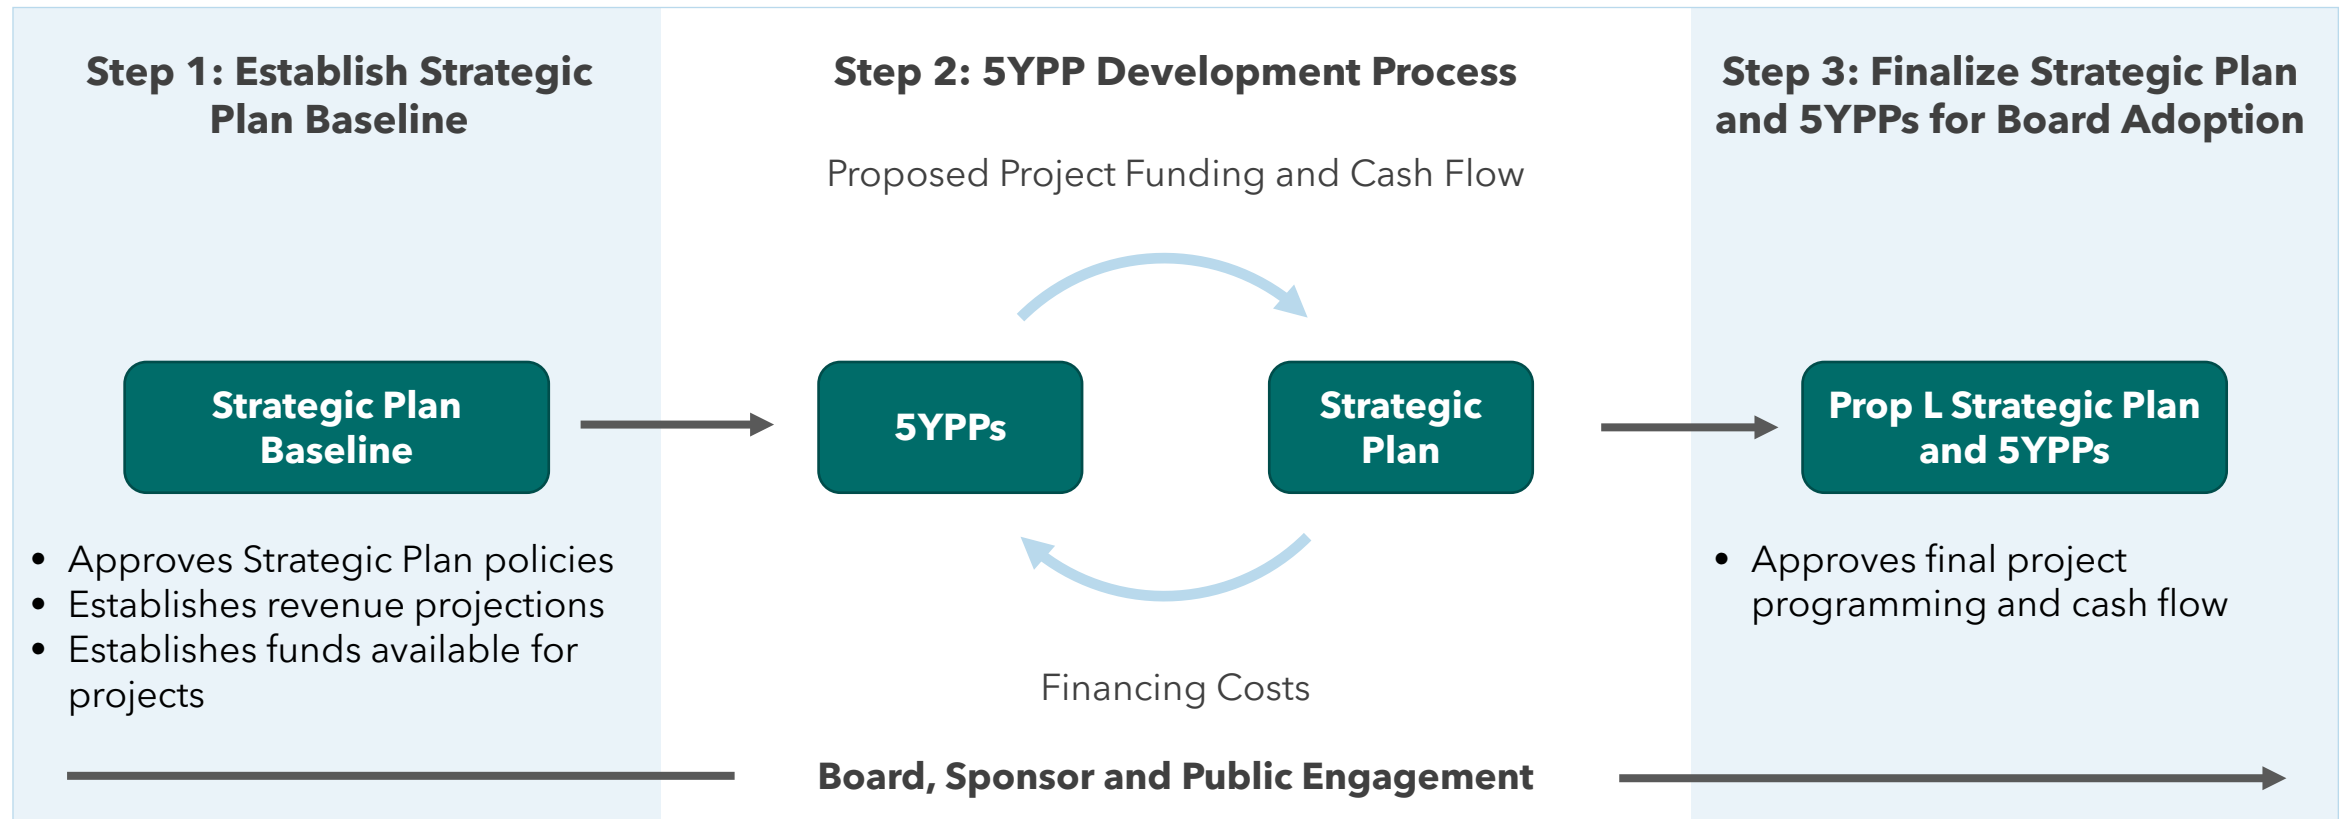 Step 1: Establish Strategic
Plan Baseline
Strategic Plan
Baseline
• Approves Strategic Plan policies
• Establishes revenue projections
• Establishes funds available for
projects
Step 2: 5YPP Development Process
Proposed Project Funding and Cash Flow
5YPPs
Strategic
Plan
Financing Costs
Step 3: Finalize Strategic Plan
and 5YPPs for Board Adoption
Prop L Strategic Plan
and 5YPPs
• Approves final project
programming and cash flow
Board, Sponsor and Public Engagement